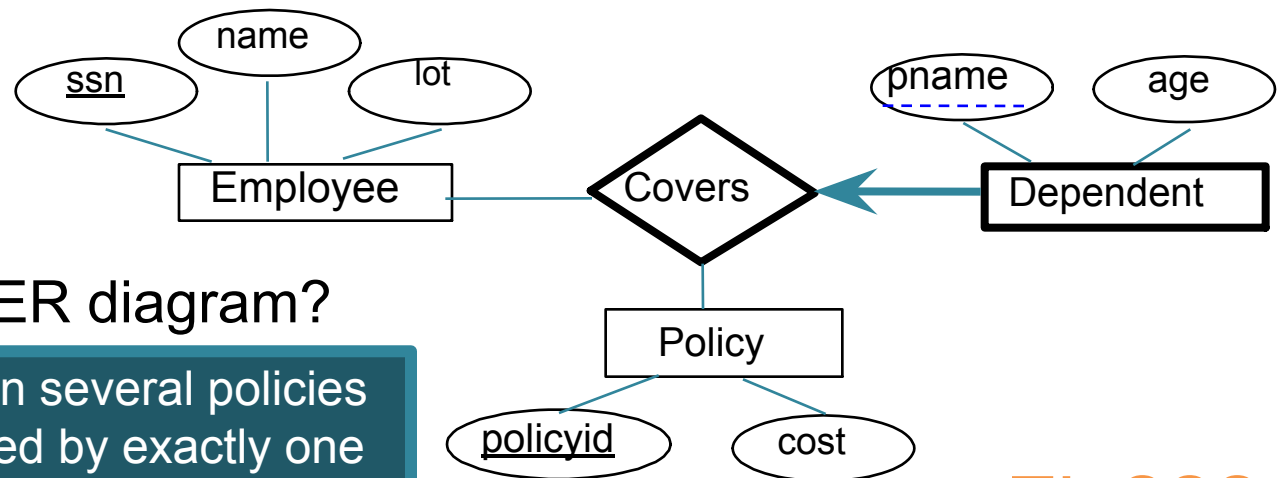 name
ssn
lot
pname
age
Employee
Covers
Dependent
ER diagram?
Policy
n several policies
ed by exactly one
policyid
cost